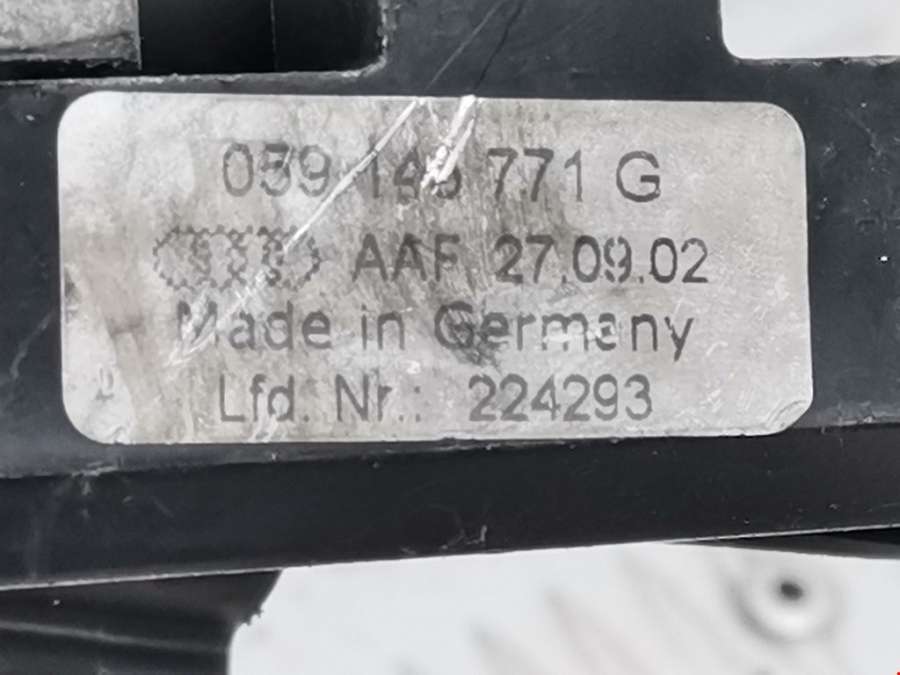 059 145 771 G
AAF 27.09.02
Made in Germany
Lfd. Nr.: 224293